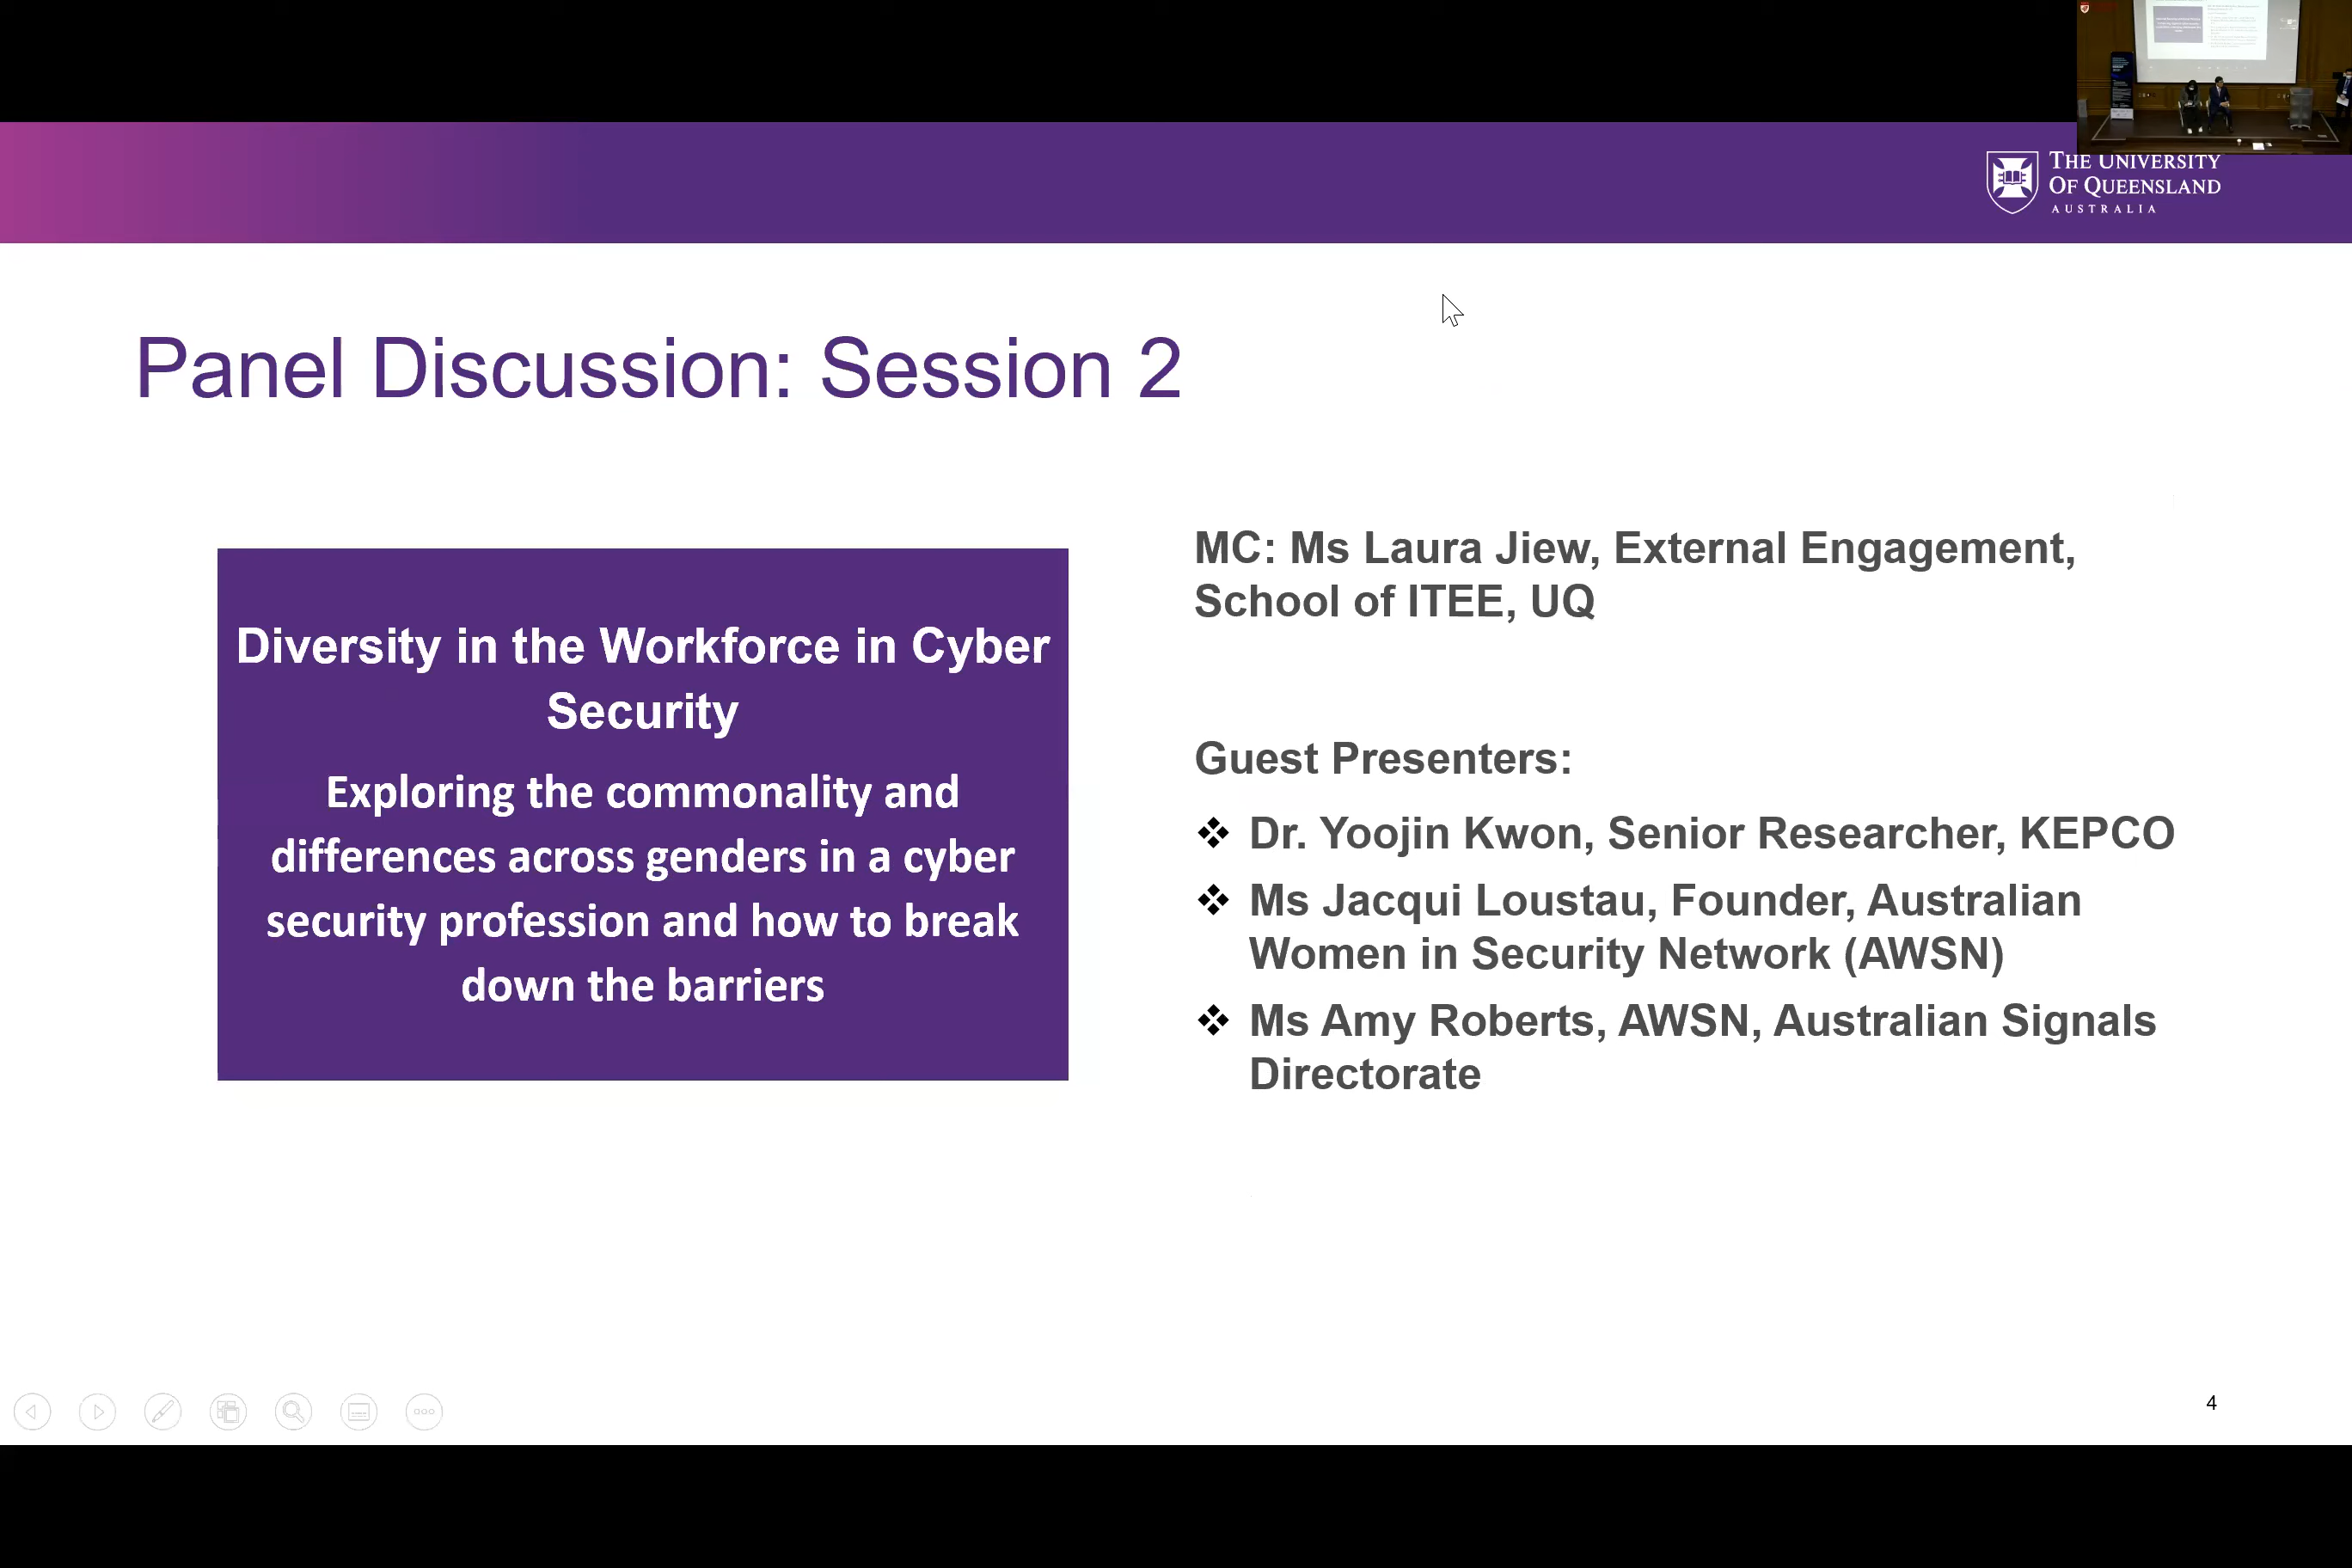 THE UNIVERSITY
OF QUEENSLAND
AUSTRALIA
Panel Discussion: Session 2
Diversity in the Workforce in Cyber
Security
Exploring the commonality and
differences across genders in a cyber
security profession and how to break
down the barriers
MC: Ms Laura Jiew, External Engagement,
School of ITEE, UQ
Guest Presenters:
❖ Dr. Yoojin Kwon, Senior Researcher, KEPCO
❖ Ms Jacqui Loustau, Founder, Australian
Women in Security Network (AWSN)
❖ Ms Amy Roberts, AWSN, Australian Signals
Directorate
4